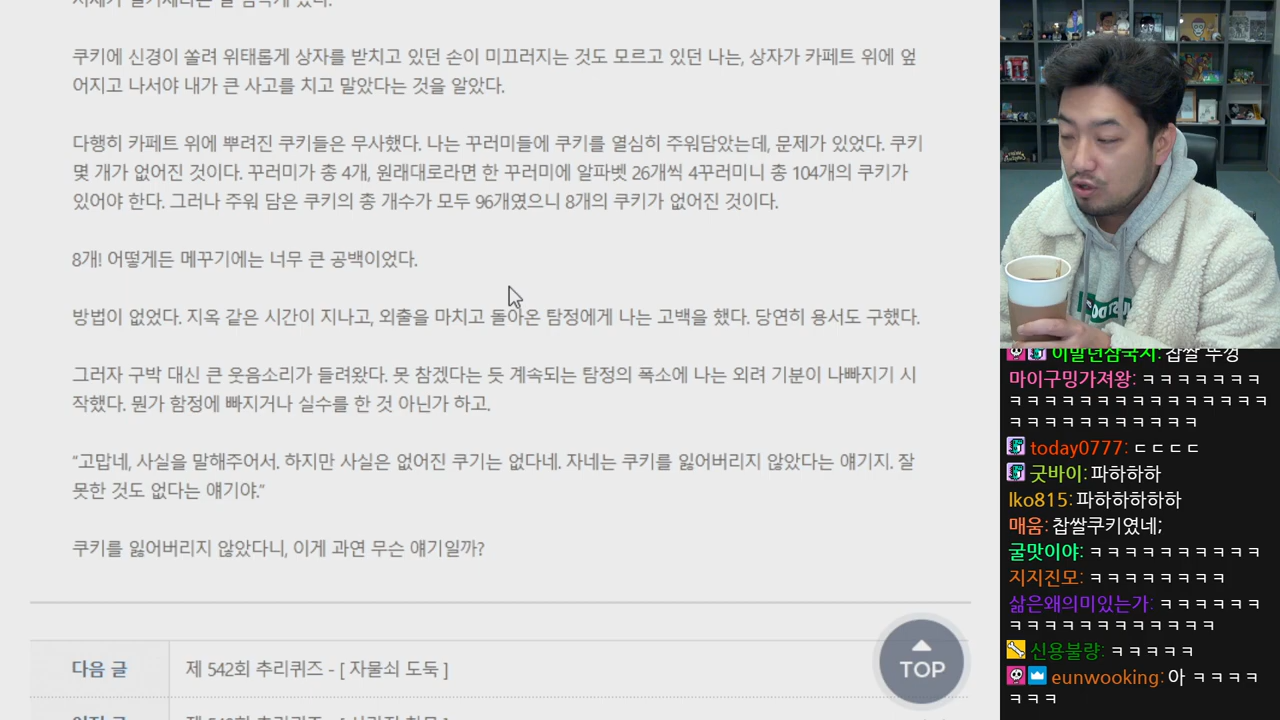 쿠키에 신경이 쏠려 위태롭게 상자를 받치고 있던 손이 미끄러지는 것도 모르고 있던 나는, 상자가 카페트 위에 엎
어지고 나서야 내가 큰 사고를 치고 말았다는 것을 알았다.
다행히 카페트 위에 뿌려진 쿠키들은 무사했다. 나는 꾸러미들에 쿠키를 열심히 주워담았는데, 문제가 있었다. 쿠키
몇 개가 없어진 것이다. 꾸러미가 총 4개, 원래대로라면 한 꾸러미에 알파벳 26개씩 4꾸러미니 총 104개의 쿠키가
있어야 한다. 그러나 주워 담은 쿠키의 총 개수가 모두 96개였으니 8개의 쿠키가 없어진 것이다.
8개! 어떻게든 메꾸기에는 너무 큰 공백이었다.
방법이 없었다. 지옥 같은 시간이 지나고, 외출을 마치고 돌아온 탐정에게 나는 고백을 했다. 당연히 용서도 구했다.
그러자 구박 대신 큰 웃음소리가 들려왔다. 못 참겠다는 듯 계속되는 탐정의 폭소에 나는 외려 기분이 나빠지기 시
작했다. 뭔가 함정에 빠지거나 실수를 한 것 아닌가 하고.
“고맙네, 사실을 말해주어서. 하지만 사실은 없어진 쿠기는 없다네. 자네는 쿠키를 잃어버리지 않았다는 얘기지. 잘
못한 것도 없다는 얘기야.“
쿠키를 잃어버리지 않았다니, 이게 과연 무슨 얘기일까?
TOP
다음 글 제 542회 추리퀴즈 - [ 자물쇠 도둑 ]
마이구밍가져왕: ㅋㅋㅋㅋㅋㅋㅋ
ㅋㅋㅋㅋㅋㅋㅋㅋㅋㅋㅋㅋㅋㅋㅋ
ㅋㅋㅋㅋㅋㅋㅋㅋㅋㅋㅋ
today0777: ㄷㄷㄷㄷ
굿바이: 파하하하
lko815: 파하하하하하
매움: 찹쌀쿠키였네;
굴맛이야: ㅋㅋㅋㅋㅋㅋㅋㅋㅋㅋ
지지진모: ㅋㅋㅋㅋㅋㅋㅋㅋ
삶은왜의미있는가: ㅋㅋㅋㅋㅋㅋ
ㅋㅋㅋㅋㅋㅋㅋㅋㅋㅋㅋㅋ
신용불량: ㅋㅋㅋㅋㅋ
eunwooking: 아 ㅋㅋㅋㅋ
ㅋㅋㅋ